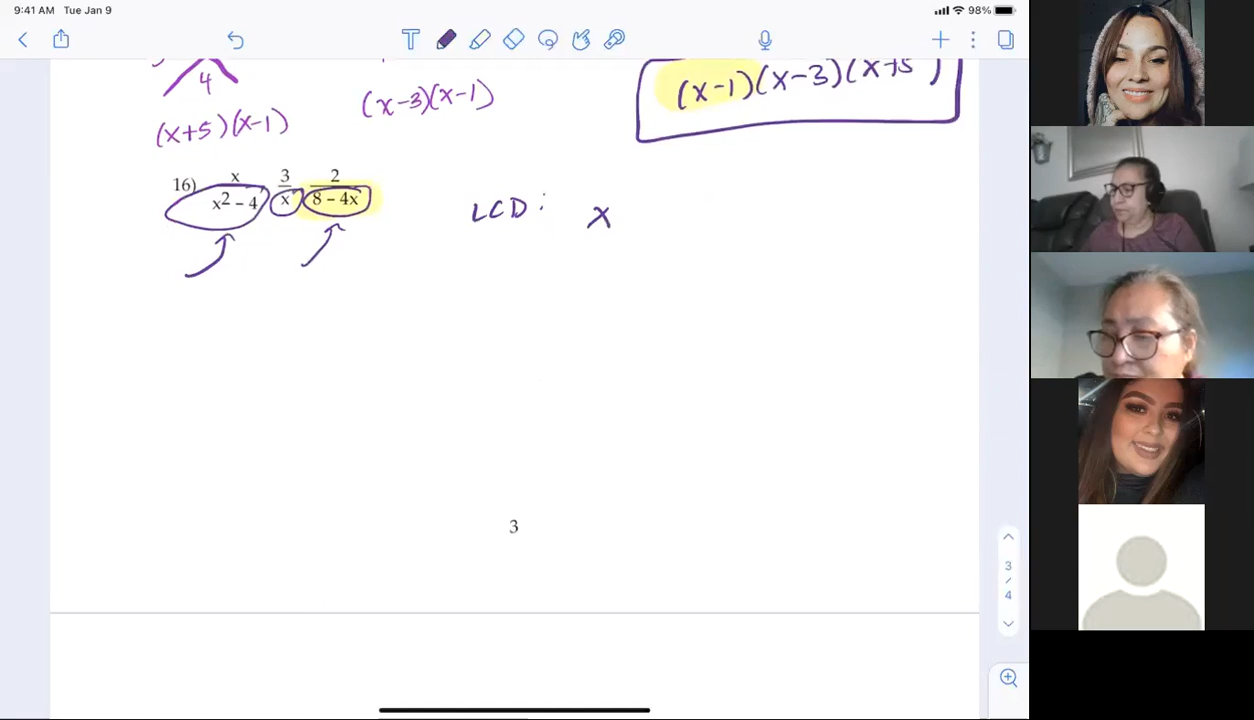 9:41 AM Tue Jan 9
98%
4
(x+5)(x-1)
(x-3)(x-1)
(x-1)(x-3)(x+5)
16) x/(x² - 4), 3/x, 2/(8 - 4x)
LCD: x
3
3
/
4